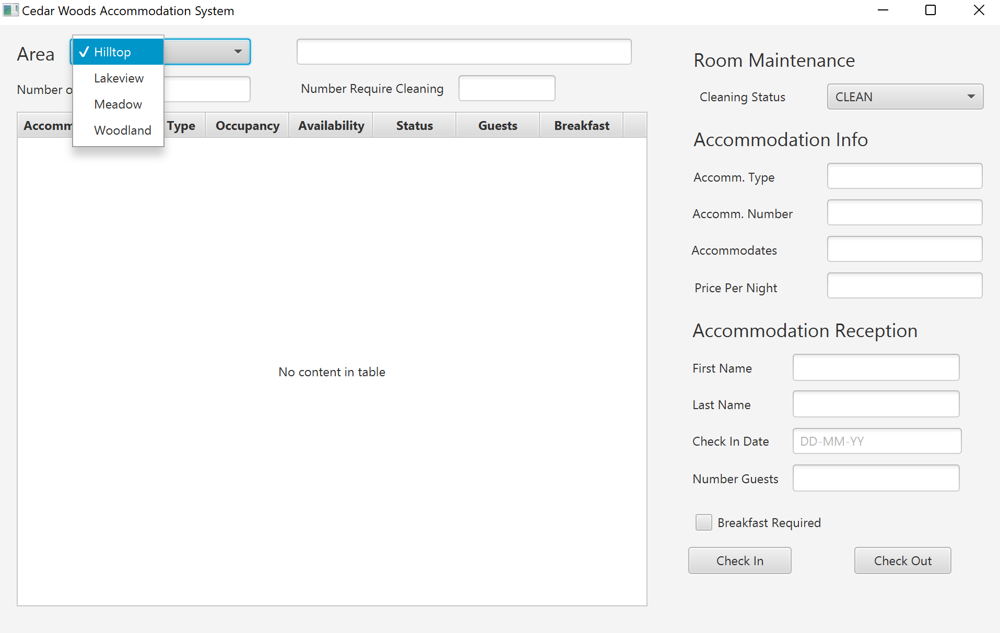 Cedar Woods Accommodation System
Area
Hilltop
Lakeview
Meadow
Woodland
Number Require Cleaning
Type Occupancy Availability Status Guests Breakfast
No content in table
Room Maintenance
Cleaning Status CLEAN
Accommodation Info
Accomm. Type
Accomm. Number
Accommodates
Price Per Night
Accommodation Reception
First Name
Last Name
Check In Date DD-MM-YY
Number Guests
Breakfast Required
Check In Check Out